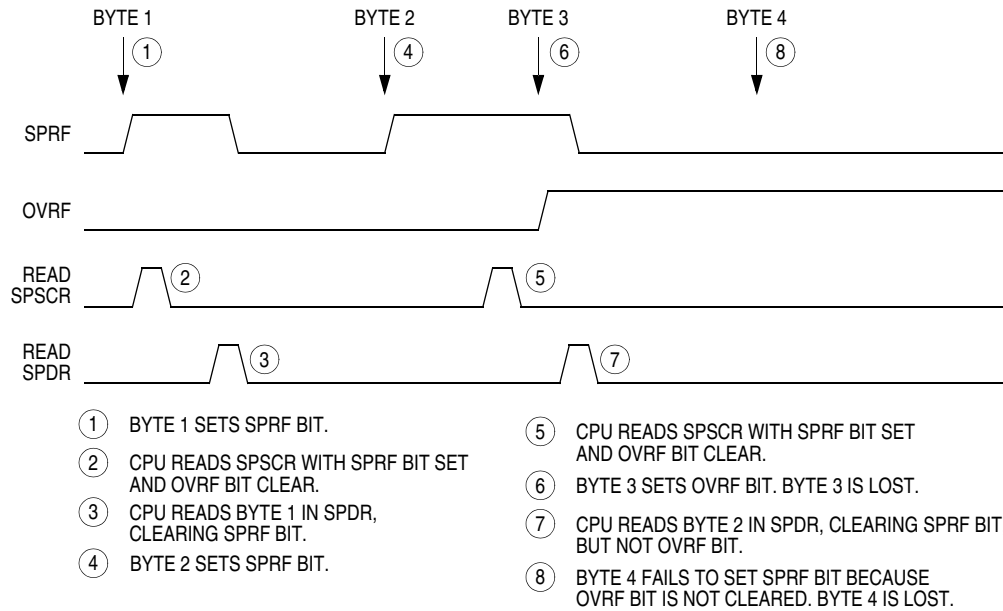 BYTE 1
BYTE 2
BYTE 3
BYTE 4
1
4
6
8
SPRF
OVRF
READ
SPSCR
2
5
READ
SPDR
3
7
1 BYTE 1 SETS SPRF BIT.
2 CPU READS SPSCR WITH SPRF BIT SET
AND OVRF BIT CLEAR.
3 CPU READS BYTE 1 IN SPDR,
CLEARING SPRF BIT.
4 BYTE 2 SETS SPRF BIT.
5 CPU READS SPSCR WITH SPRF BIT SET
AND OVRF BIT CLEAR.
6 BYTE 3 SETS OVRF BIT. BYTE 3 IS LOST.
7 CPU READS BYTE 2 IN SPDR, CLEARING SPRF BIT
BUT NOT OVRF BIT.
8 BYTE 4 FAILS TO SET SPRF BIT BECAUSE
OVRF BIT IS NOT CLEARED. BYTE 4 IS LOST.